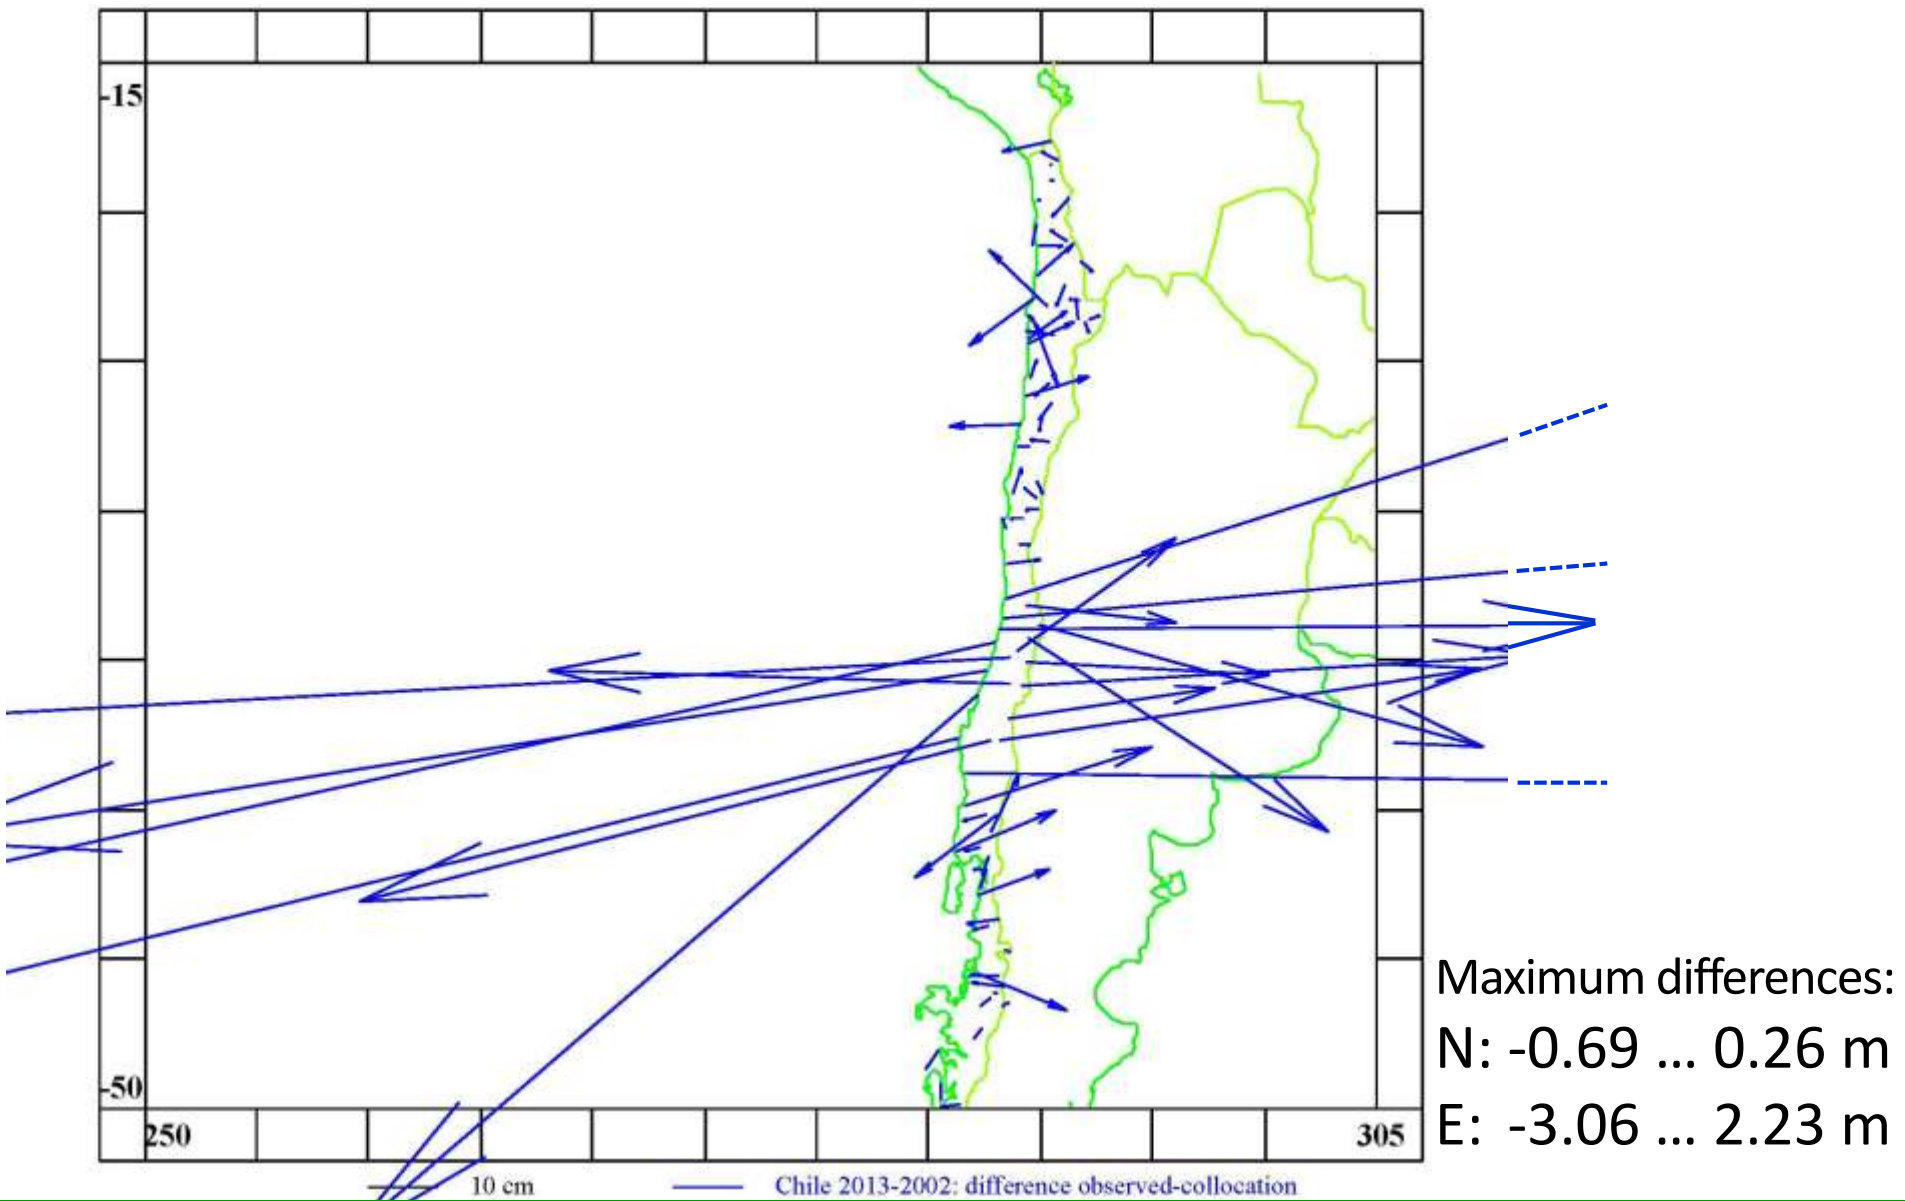 -15
-50
250
305
Maximum differences:
N: -0.69 ... 0.26 m
E: -3.06 ... 2.23 m
10 cm
Chile 2013-2002: difference observed-collocation